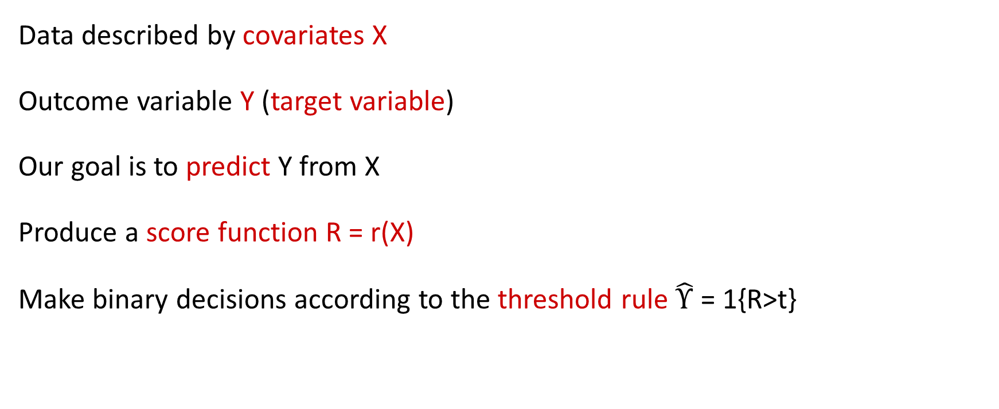 Data described by covariates X
Outcome variable Y (target variable)
Our goal is to predict Y from X
Produce a score function R = r(X)
Make binary decisions according to the threshold rule ϒ̂ = 1{R>t}